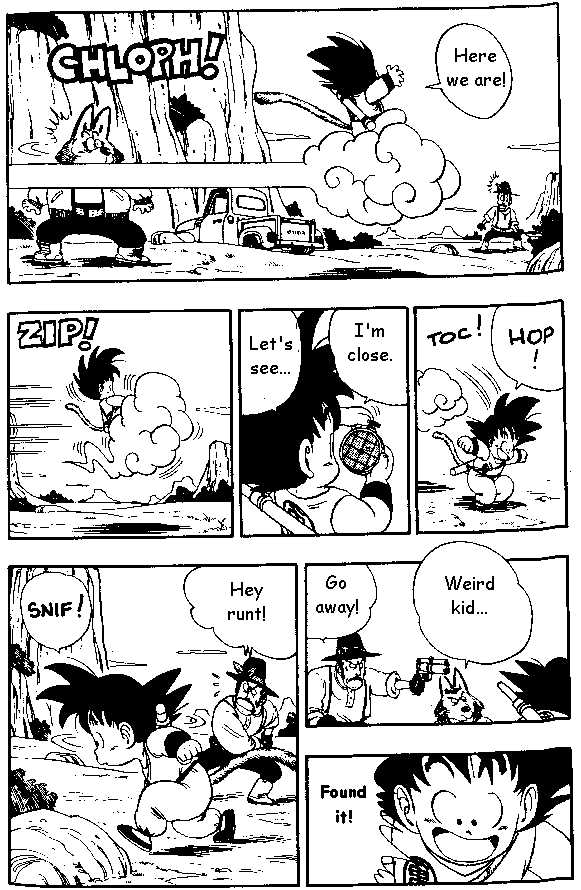 CHLOPH!
Here
we are!
ZIP!
Let's
see...
I'm
close.
TOC!
HOP
!
SNIF!
Hey
runt!
Go
away!
Weird
kid...
Found
it!